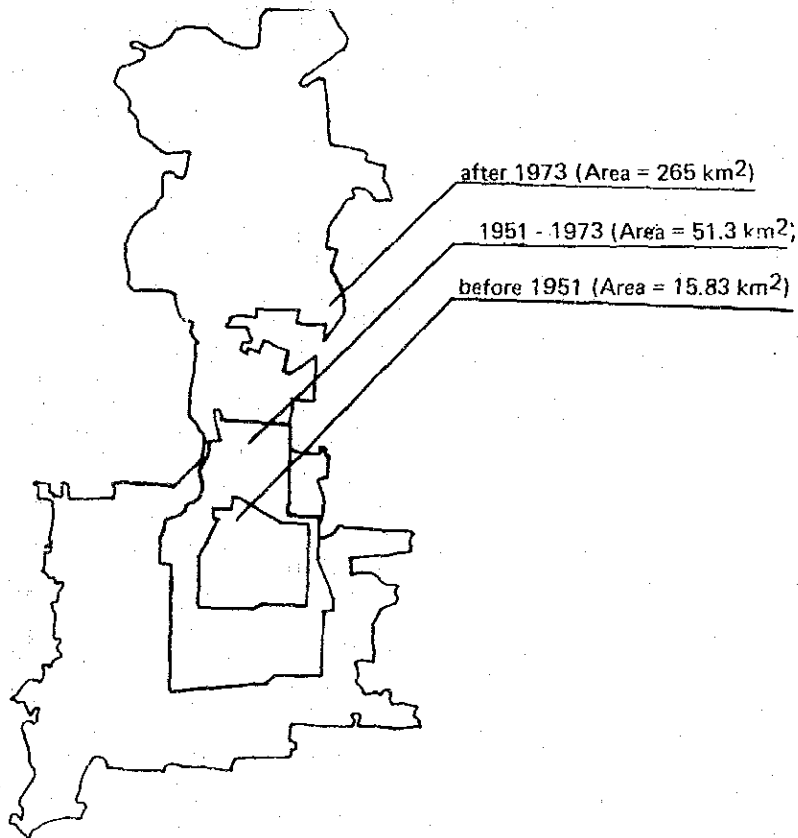 after 1973 (Area = 265 km²)
1951 - 1973 (Area = 51.3 km²)
before 1951 (Area = 15.83 km²)